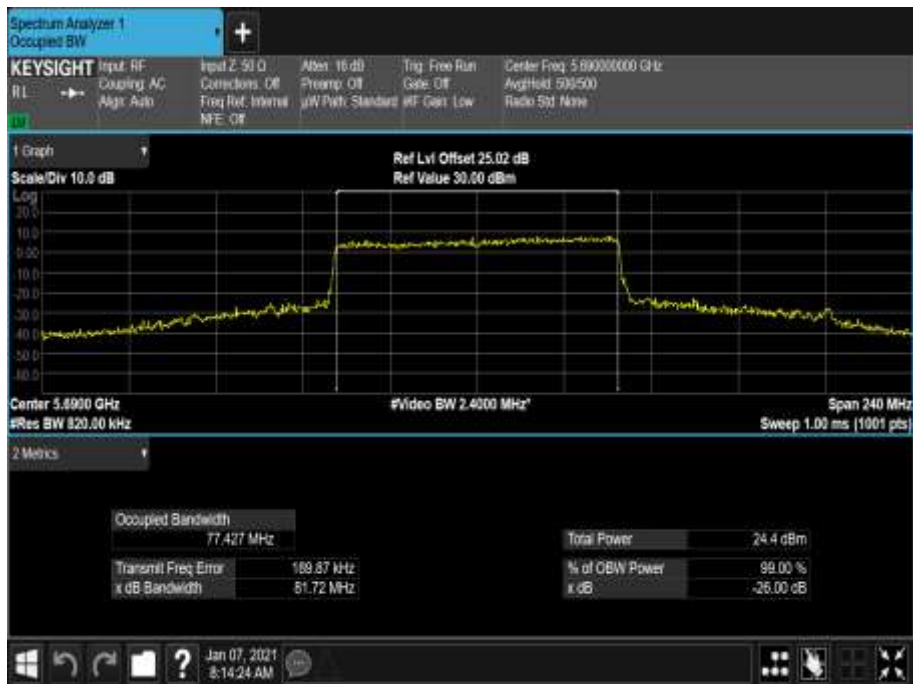 Spectrum Analyzer 1
Occupied BW
+
KEYSIGHT
RL
Input: RF
Coupling: AC
Align: Auto
Input Z: 50 Ω
Corrections: Off
Freq Ref: Internal
NFE: Off
Atten: 16 dB
Preamp: Off
µW Path: Standard
Trig: Free Run
Gate: Off
#IF Gain: Low
Center Freq: 5.690000000 GHz
Avg|Hold: 500/500
Radio Std: None
1 Graph
Scale/Div 10.0 dB
Ref Lvl Offset 25.02 dB
Ref Value 30.00 dBm
Log
20.0
10.0
0.00
-10.0
-20.0
-30.0
-40.0
-50.0
-60.0
Center 5.6900 GHz
#Res BW 820.00 kHz
#Video BW 2.4000 MHz*
Span 240 MHz
Sweep 1.00 ms (1001 pts)
2 Metrics
Occupied Bandwidth
77.427 MHz
Transmit Freq Error 189.87 kHz
x dB Bandwidth 81.72 MHz
Total Power 24.4 dBm
% of OBW Power 99.00 %
x dB -26.00 dB
?
Jan 07, 2021
8:14:24 AM